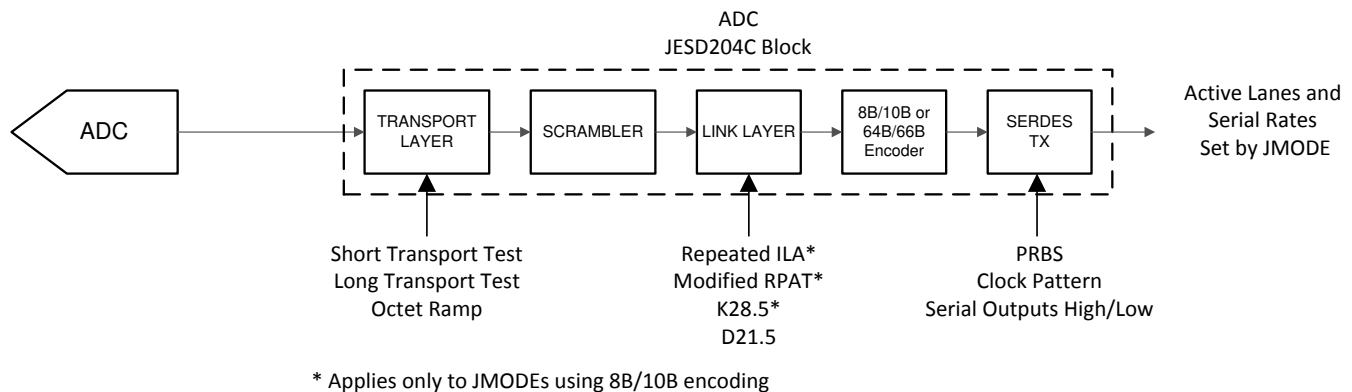 ADC
JESD204C Block
ADC
TRANSPORT
LAYER
SCRAMBLER
LINK LAYER
8B/10B or
64B/66B
Encoder
SERDES
TX
Active Lanes and
Serial Rates
Set by JMODE
Short Transport Test
Long Transport Test
Octet Ramp
Repeated ILA*
Modified RPAT*
K28.5*
D21.5
PRBS
Clock Pattern
Serial Outputs High/Low
* Applies only to JMODEs using 8B/10B encoding